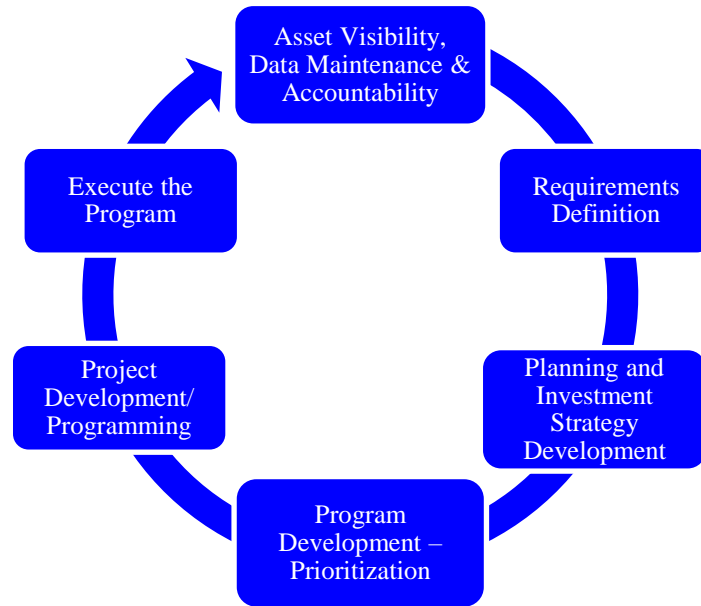 Asset Visibility,
Data Maintenance &
Accountability
Requirements
Definition
Planning and
Investment
Strategy
Development
Program
Development –
Prioritization
Project
Development/
Programming
Execute the
Program